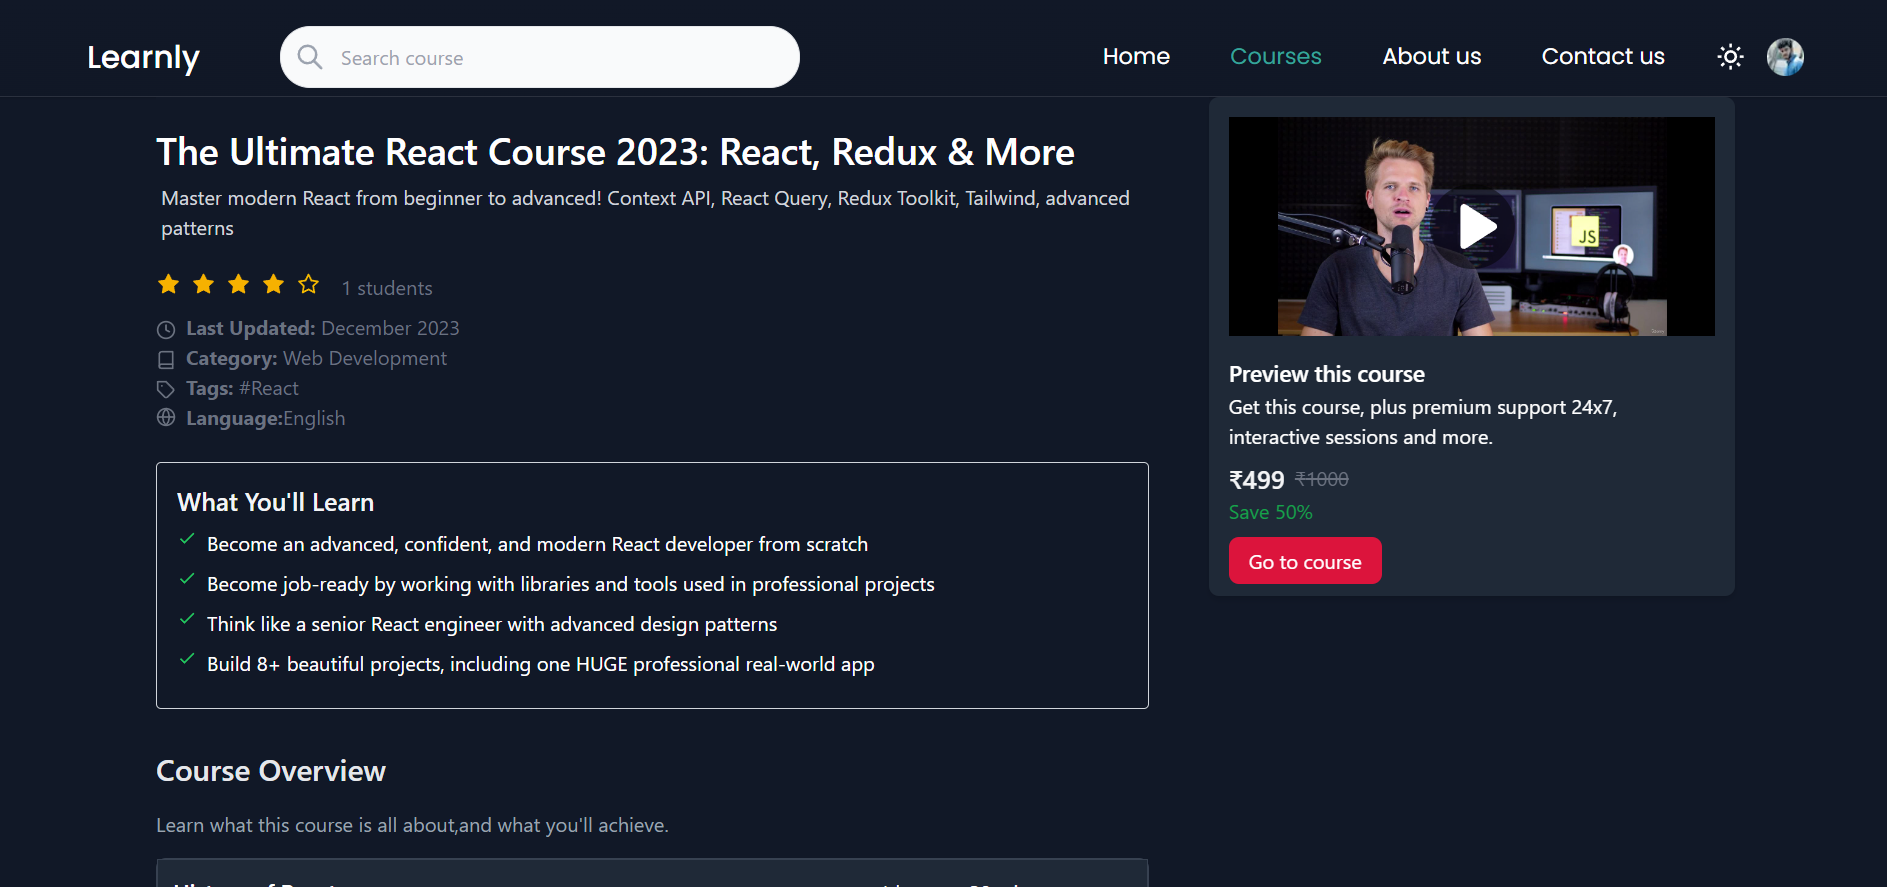 Learnly
Search course
Home
Courses
About us
Contact us
The Ultimate React Course 2023: React, Redux & More
Master modern React from beginner to advanced! Context API, React Query, Redux Toolkit, Tailwind, advanced
patterns
1 students
Last Updated: December 2023
Category: Web Development
Tags: #React
Language:English
What You'll Learn
Become an advanced, confident, and modern React developer from scratch
Become job-ready by working with libraries and tools used in professional projects
Think like a senior React engineer with advanced design patterns
Build 8+ beautiful projects, including one HUGE professional real-world app
Course Overview
Learn what this course is all about,and what you'll achieve.
JS
Preview this course
Get this course, plus premium support 24x7,
interactive sessions and more.
₹499 ₹1000
Save 50%
Go to course